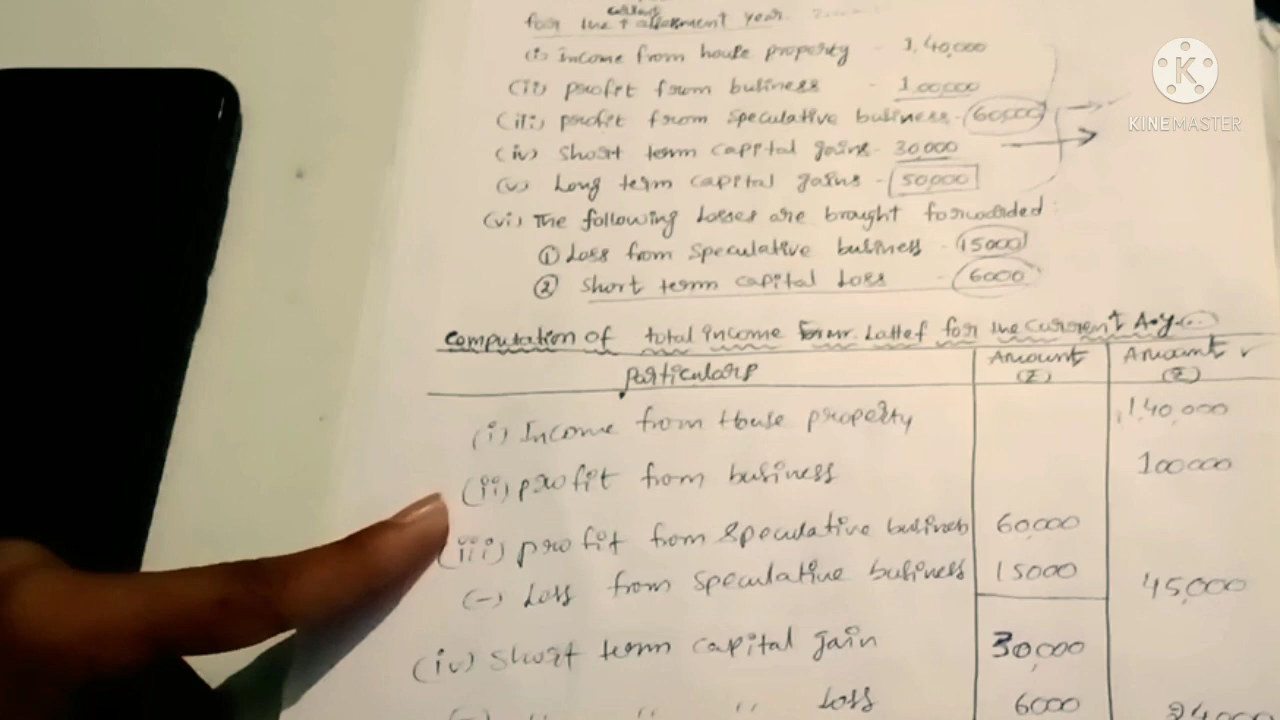 for the assessment year
(i) income from house property - 1,40,000
(ii) profit from business - 1,00,000
(iii) profit from speculative business - 60,000
(iv) short term capital gains - 30,000
(v) Long term capital gains - 50,000
(vi) The following Losses are brought forwarded:
① Loss from speculative business - 15000
② short term capital Loss - 6000
Computation of total income Lattef for the current A.y.
particulars Amount (₹) Amount (₹)
(i) Income from House property 1,40,000
(ii) profit from business 100000
(iii) profit from speculative business 60,000
(-) Loss from speculative business 15000 45,000
(iv) short term capital gain 30,000
(-) " " " Loss 6000 24000
K
KINEMASTER